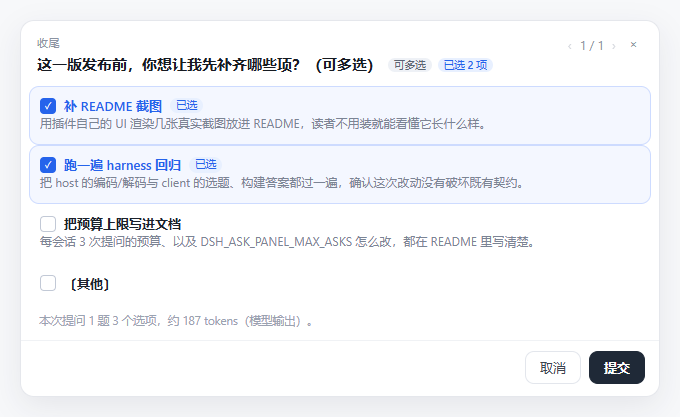 收尾
‹ 1 / 1 › ×
这一版发布前，你想让我先补齐哪些项？（可多选） 可多选 已选 2 项
✓ 补 README 截图 已选
用插件自己的 UI 渲染几张真实截图放进 README，读者不用装就能看懂它长什么样。
✓ 跑一遍 harness 回归 已选
把 host 的编码/解码与 client 的选题、构建答案都过一遍，确认这次改动没有破坏既有契约。
把预算上限写进文档
每会话 3 次提问的预算、以及 DSH_ASK_PANEL_MAX_ASKS 怎么改，都在 README 里写清楚。
〔其他〕
本次提问 1 题 3 个选项，约 187 tokens（模型输出）。
取消 提交